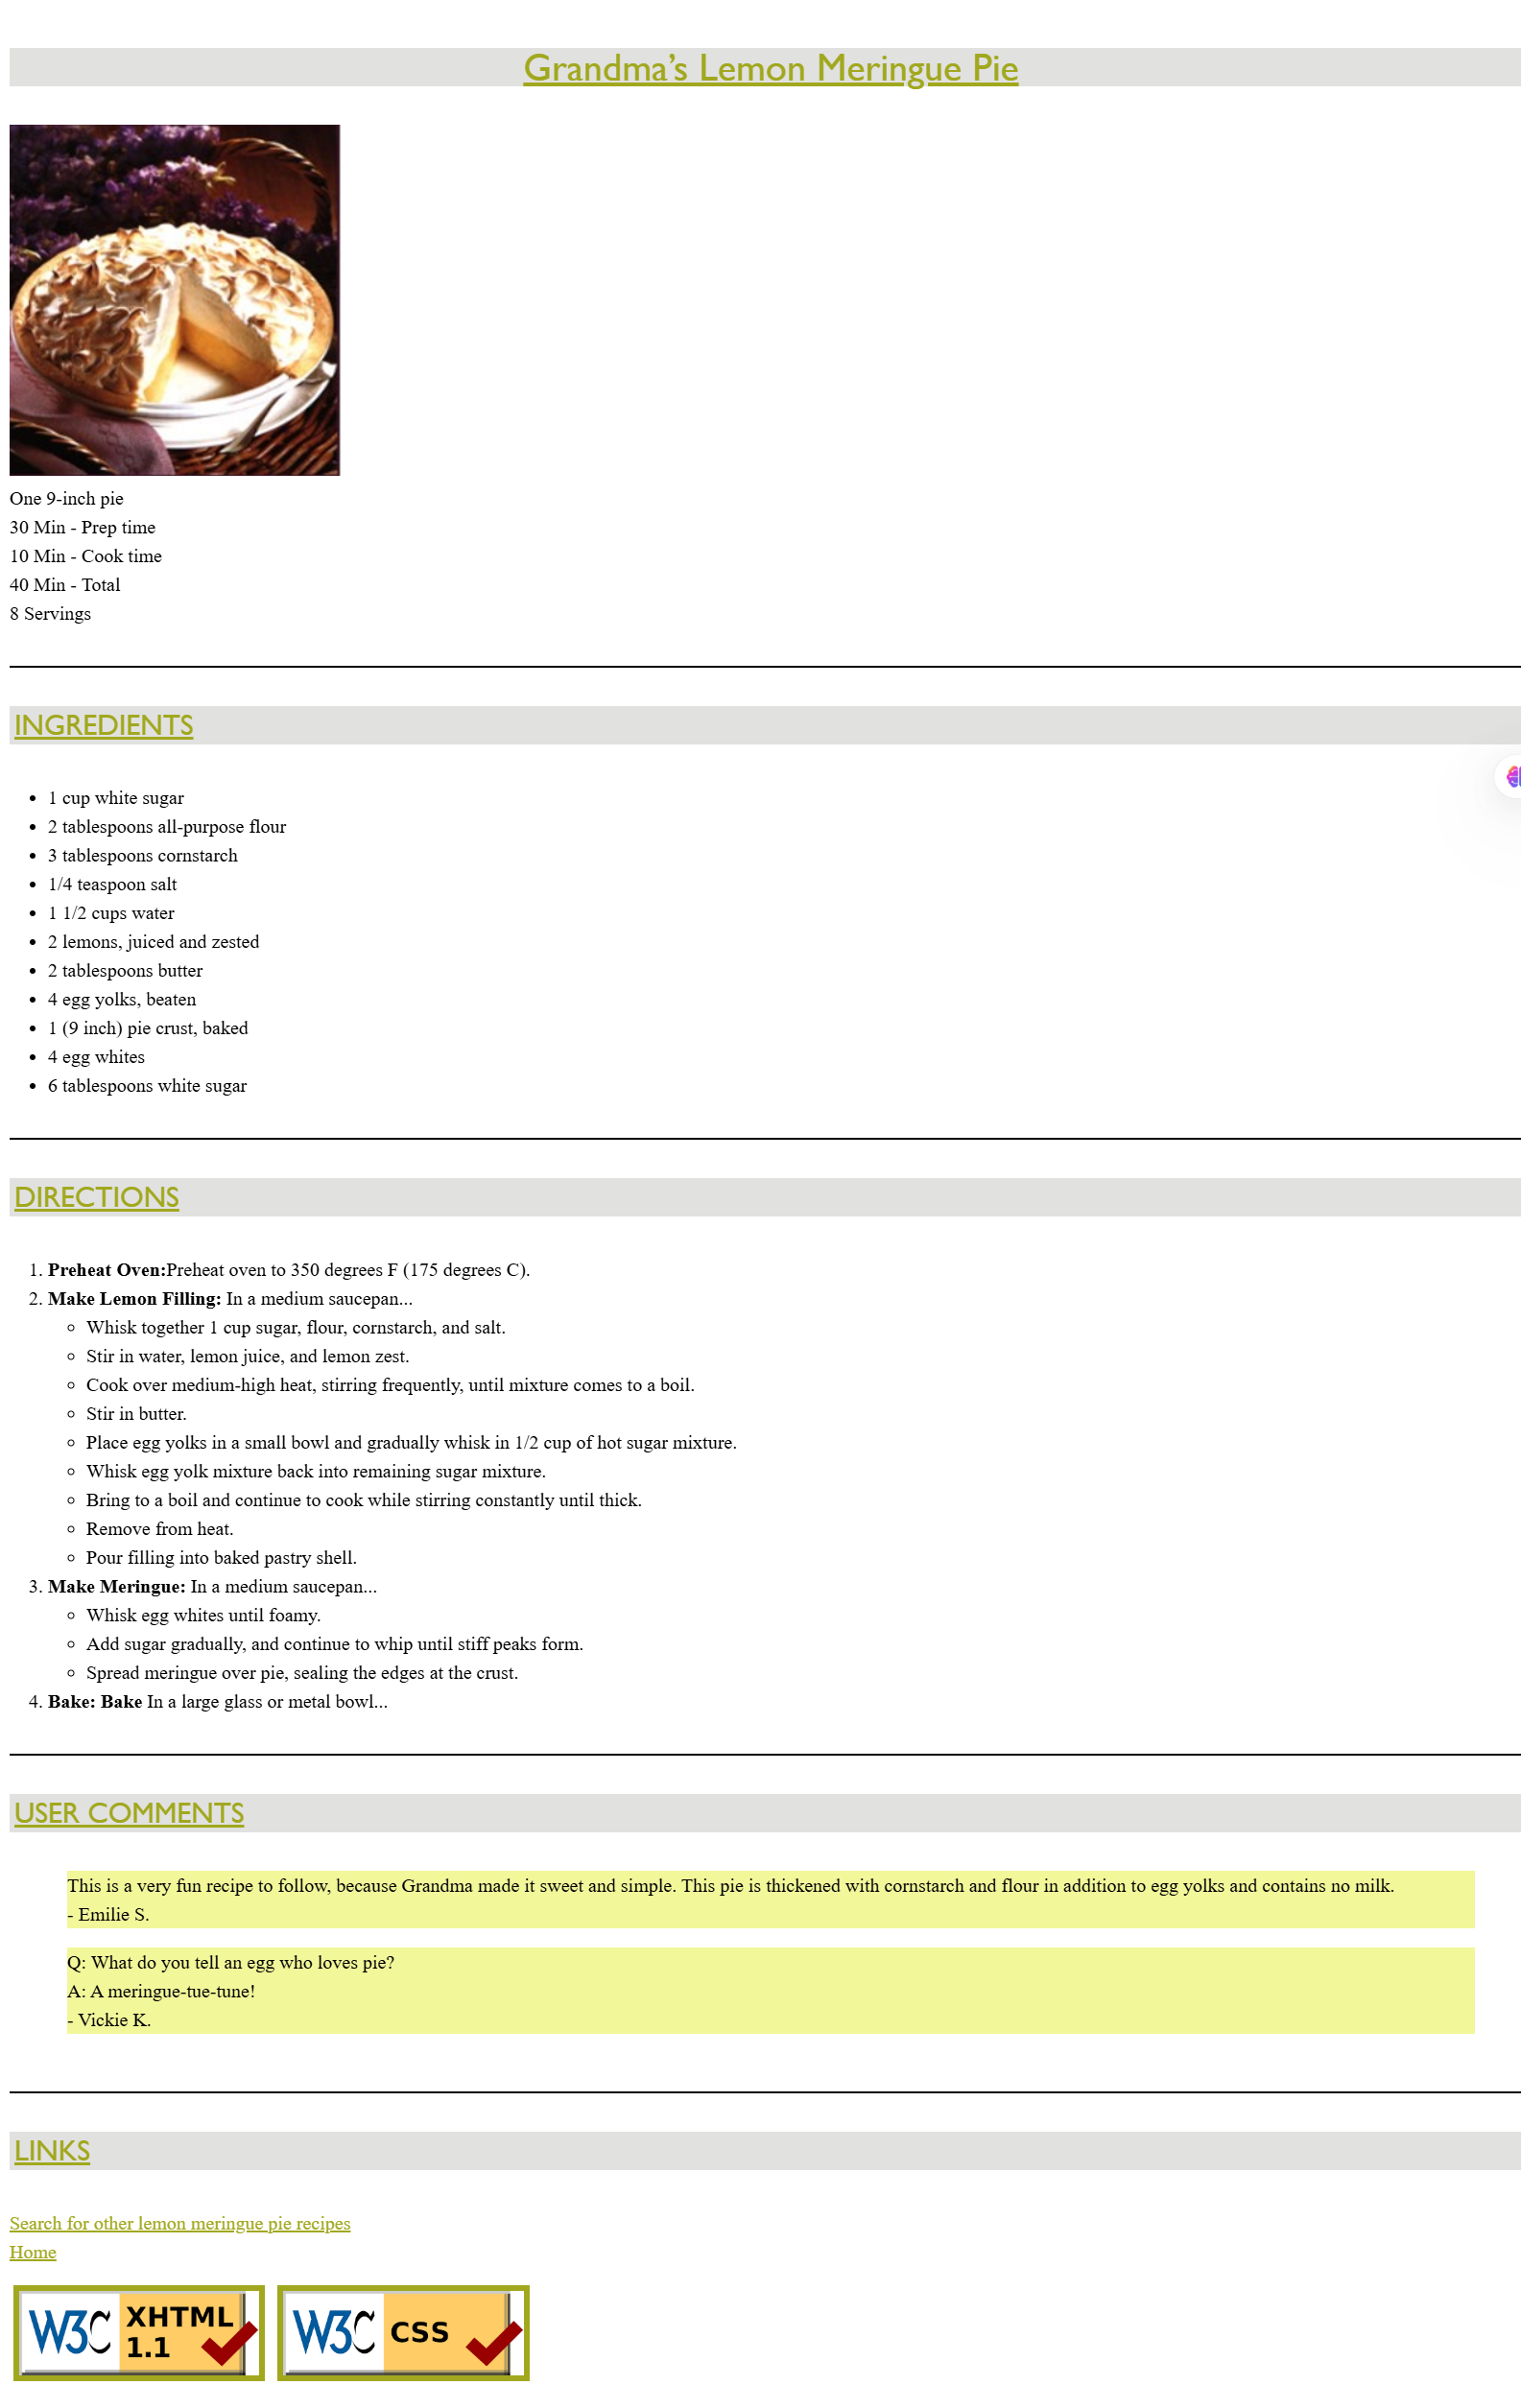 Grandma’s Lemon Meringue Pie
One 9-inch pie
30 Min - Prep time
10 Min - Cook time
40 Min - Total
8 Servings
INGREDIENTS
• 1 cup white sugar
• 2 tablespoons all-purpose flour
• 3 tablespoons cornstarch
• 1/4 teaspoon salt
• 1 1/2 cups water
• 2 lemons, juiced and zested
• 2 tablespoons butter
• 4 egg yolks, beaten
• 1 (9 inch) pie crust, baked
• 4 egg whites
• 6 tablespoons white sugar
DIRECTIONS
1. Preheat Oven:Preheat oven to 350 degrees F (175 degrees C).
2. Make Lemon Filling: In a medium saucepan...
◦ Whisk together 1 cup sugar, flour, cornstarch, and salt.
◦ Stir in water, lemon juice, and lemon zest.
◦ Cook over medium-high heat, stirring frequently, until mixture comes to a boil.
◦ Stir in butter.
◦ Place egg yolks in a small bowl and gradually whisk in 1/2 cup of hot sugar mixture.
◦ Whisk egg yolk mixture back into remaining sugar mixture.
◦ Bring to a boil and continue to cook while stirring constantly until thick.
◦ Remove from heat.
◦ Pour filling into baked pastry shell.
3. Make Meringue: In a medium saucepan...
◦ Whisk egg whites until foamy.
◦ Add sugar gradually, and continue to whip until stiff peaks form.
◦ Spread meringue over pie, sealing the edges at the crust.
4. Bake: Bake In a large glass or metal bowl...
USER COMMENTS
This is a very fun recipe to follow, because Grandma made it sweet and simple. This pie is thickened with cornstarch and flour in addition to egg yolks and contains no milk.
- Emilie S.
Q: What do you tell an egg who loves pie?
A: A meringue-tue-tune!
- Vickie K.
LINKS
Search for other lemon meringue pie recipes
Home
W3C XHTML 1.1
W3C CSS